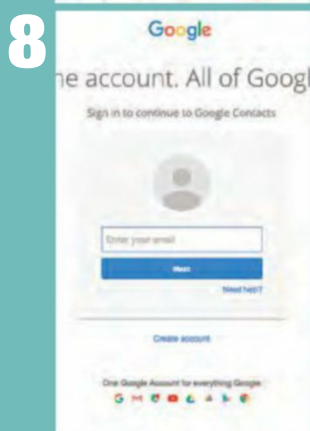 8
Google
ne account. All of Googl
Sign in to continue to Google Contacts
Enter your email
Next
Need help?
Create account
One Google Account for everything Google